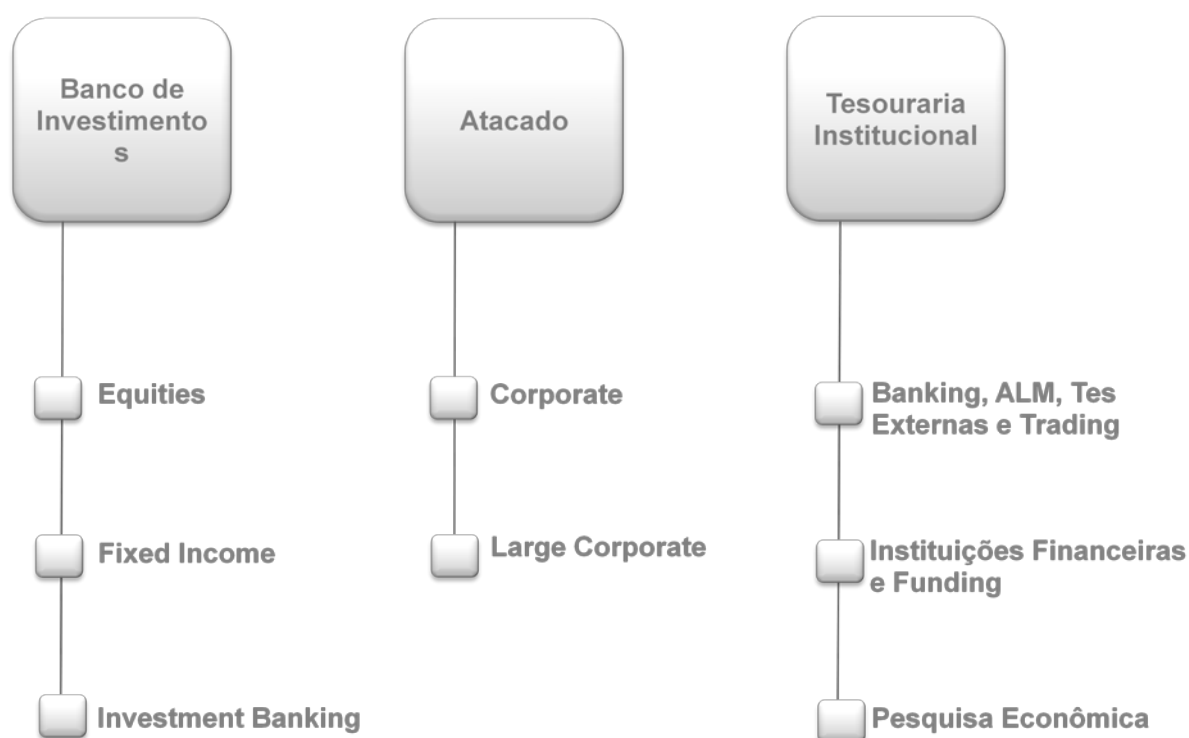 Banco de
Investimento
s
Equities
Fixed Income
Investment Banking
Atacado
Corporate
Large Corporate
Tesouraria
Institucional
Banking, ALM, Tes
Externas e Trading
Instituições Financeiras
e Funding
Pesquisa Econômica